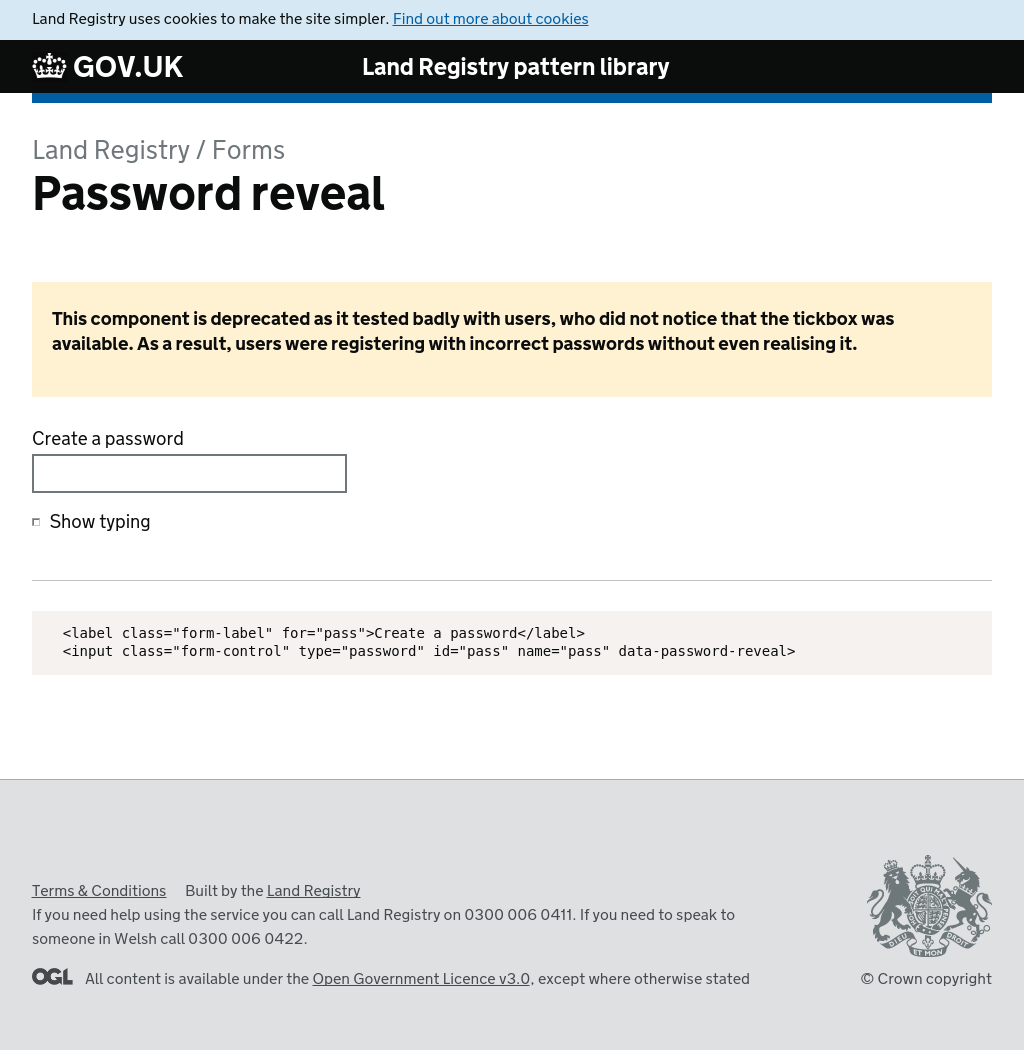 Land Registry uses cookies to make the site simpler. Find out more about cookies
GOV.UK
Land Registry pattern library
Land Registry / Forms
Password reveal
This component is deprecated as it tested badly with users, who did not notice that the tickbox was
available. As a result, users were registering with incorrect passwords without even realising it.
Create a password
Show typing
<label class="form-label" for="pass">Create a password</label>
<input class="form-control" type="password" id="pass" name="pass" data-password-reveal>
Terms & Conditions Built by the Land Registry
If you need help using the service you can call Land Registry on 0300 006 0411. If you need to speak to
someone in Welsh call 0300 006 0422.
OGL All content is available under the Open Government Licence v3.0, except where otherwise stated
DIEU ET MON DROIT
© Crown copyright